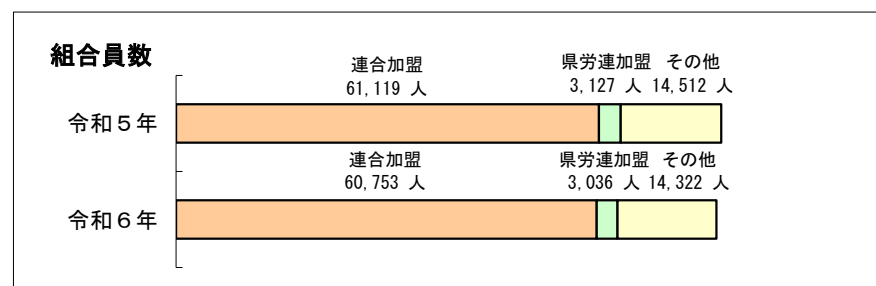 組合員数
連合加盟 県労連加盟 その他
61,119 人 3,127 人 14,512 人
令和５年
連合加盟 県労連加盟 その他
60,753 人 3,036 人 14,322 人
令和６年